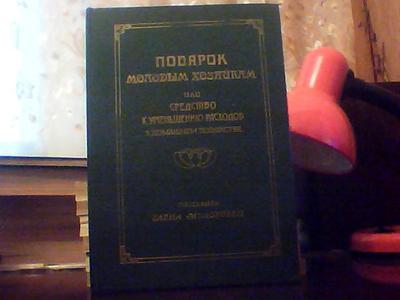 ПОДАРОК
МОЛОДЫМ ХОЗЯЙКАМ
ИЛИ
СРЕДСТВО
К УМЕНЬШЕНИЮ РАСХОДОВ
В ДОМАШНЕМ ХОЗЯЙСТВЕ
ЕЛЕНА МОЛОХОВЕЦ